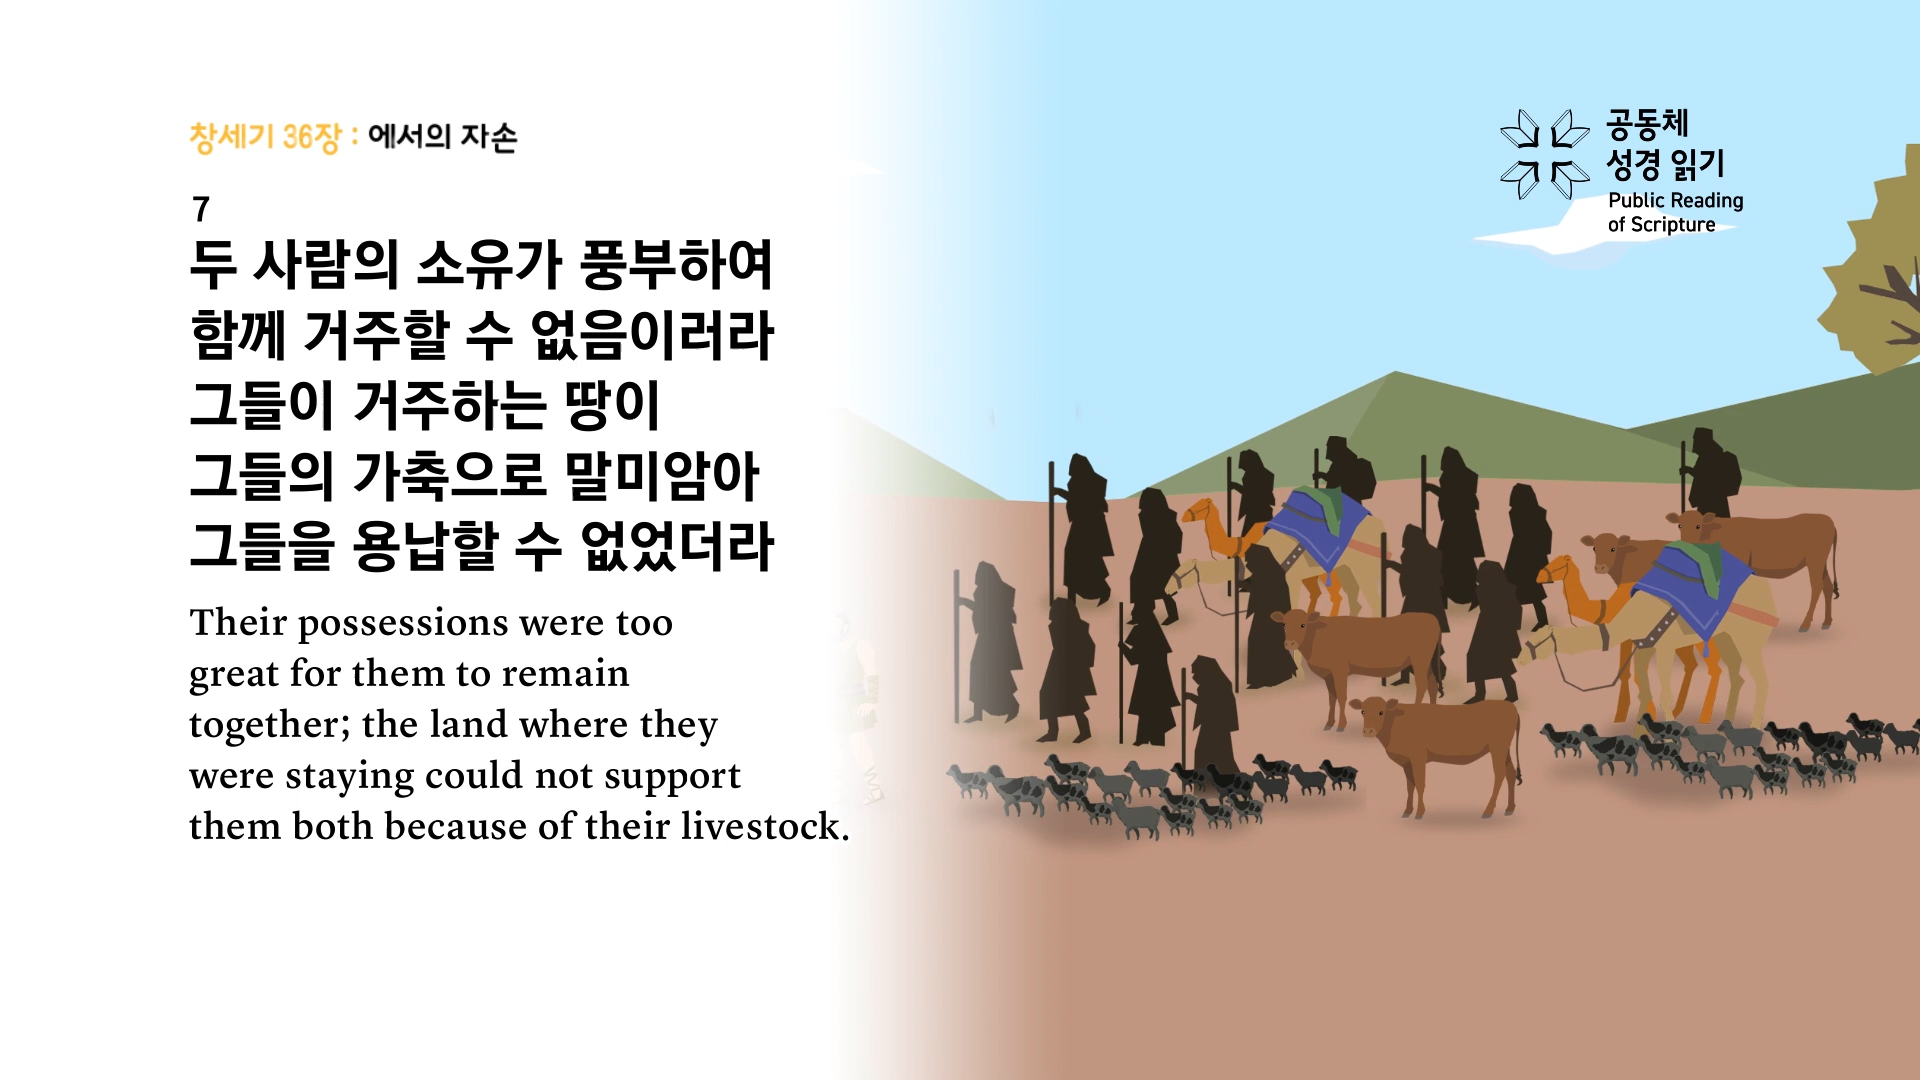 창세기 36장 : 에서의 자손
7
두 사람의 소유가 풍부하여
함께 거주할 수 없음이러라
그들이 거주하는 땅이
그들의 가축으로 말미암아
그들을 용납할 수 없었더라
Their possessions were too
great for them to remain
together; the land where they
were staying could not support
them both because of their livestock.
공동체
성경 읽기
Public Reading
of Scripture